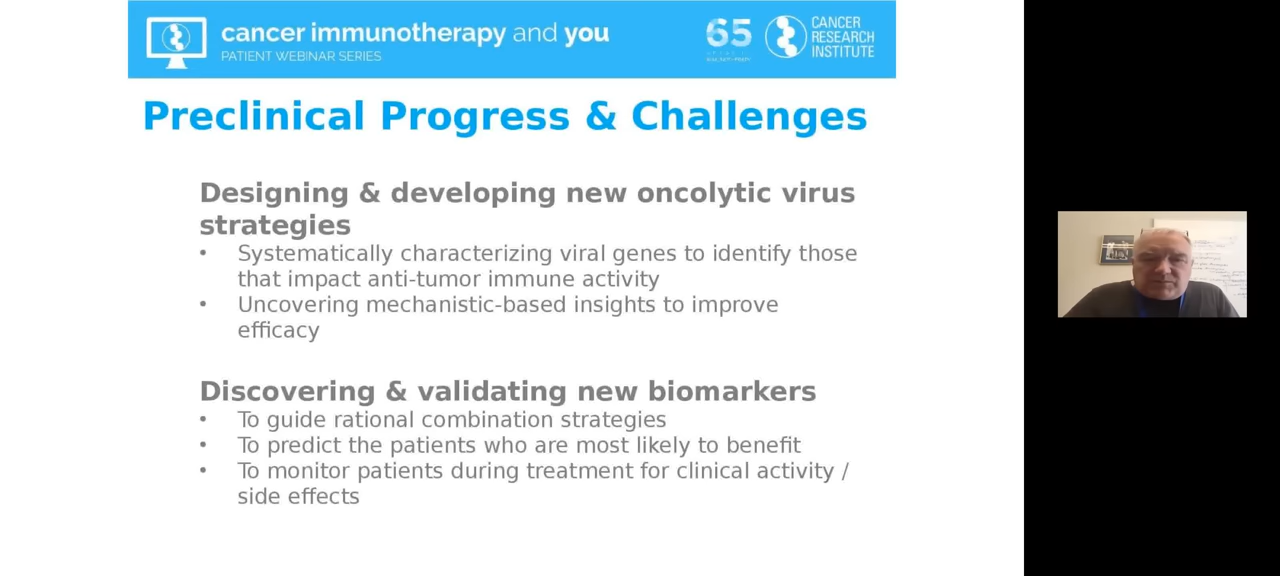 cancer immunotherapy and you
PATIENT WEBINAR SERIES
65
CANCER
RESEARCH
INSTITUTE
Preclinical Progress & Challenges
Designing & developing new oncolytic virus
strategies
• Systematically characterizing viral genes to identify those
that impact anti-tumor immune activity
• Uncovering mechanistic-based insights to improve
efficacy
Discovering & validating new biomarkers
• To guide rational combination strategies
• To predict the patients who are most likely to benefit
• To monitor patients during treatment for clinical activity /
side effects